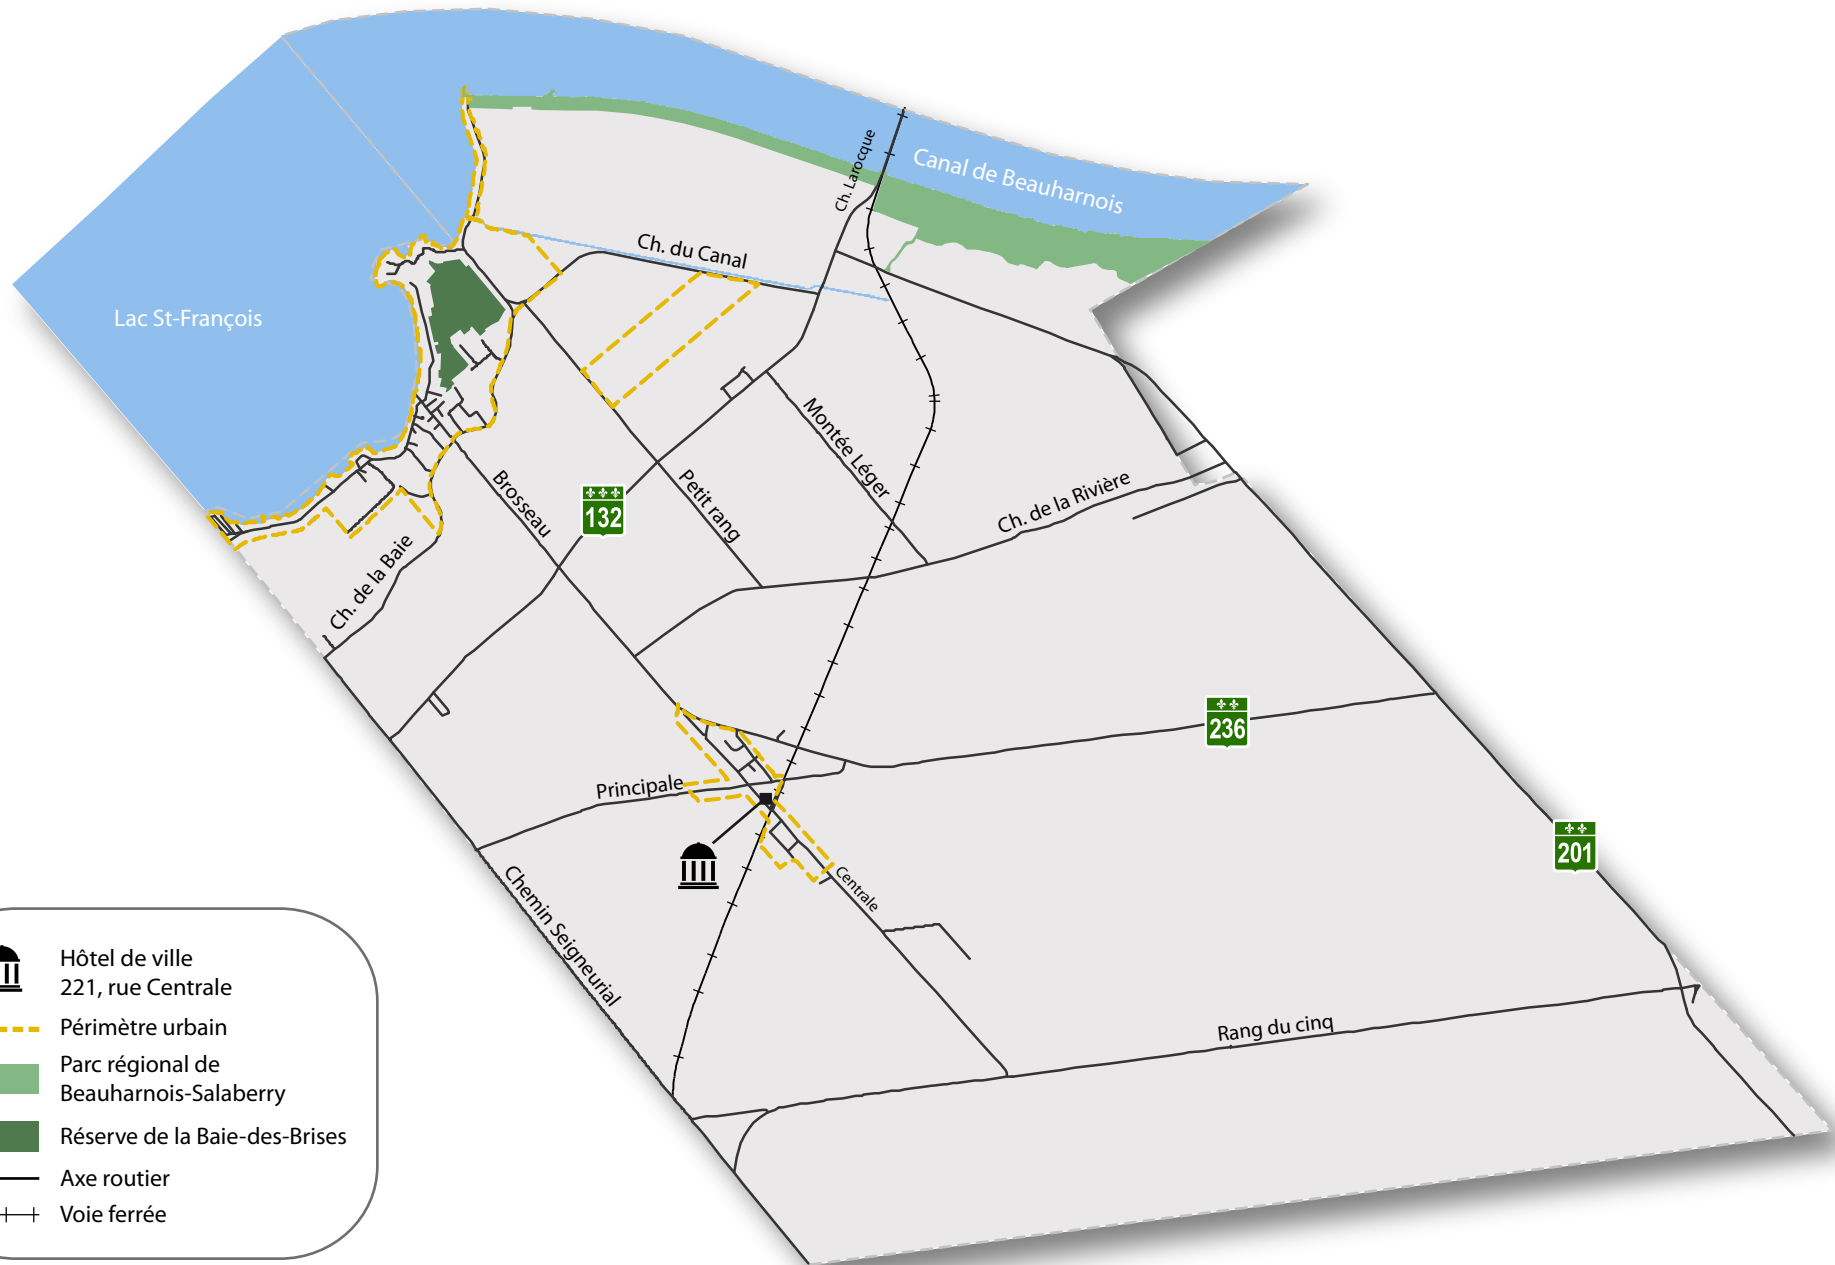 Canal de Beauharnois
Ch. Larocque
Ch. du Canal
Lac St-François
Montée Léger
Brosseau
132
Petit rang
Ch. de la Rivière
Ch. de la Baie
236
Principale
201
Centrale
Chemin Seigneurial
Rang du cinq
Hôtel de ville
221, rue Centrale
Périmètre urbain
Parc régional de
Beauharnois-Salaberry
Réserve de la Baie-des-Brises
Axe routier
Voie ferrée